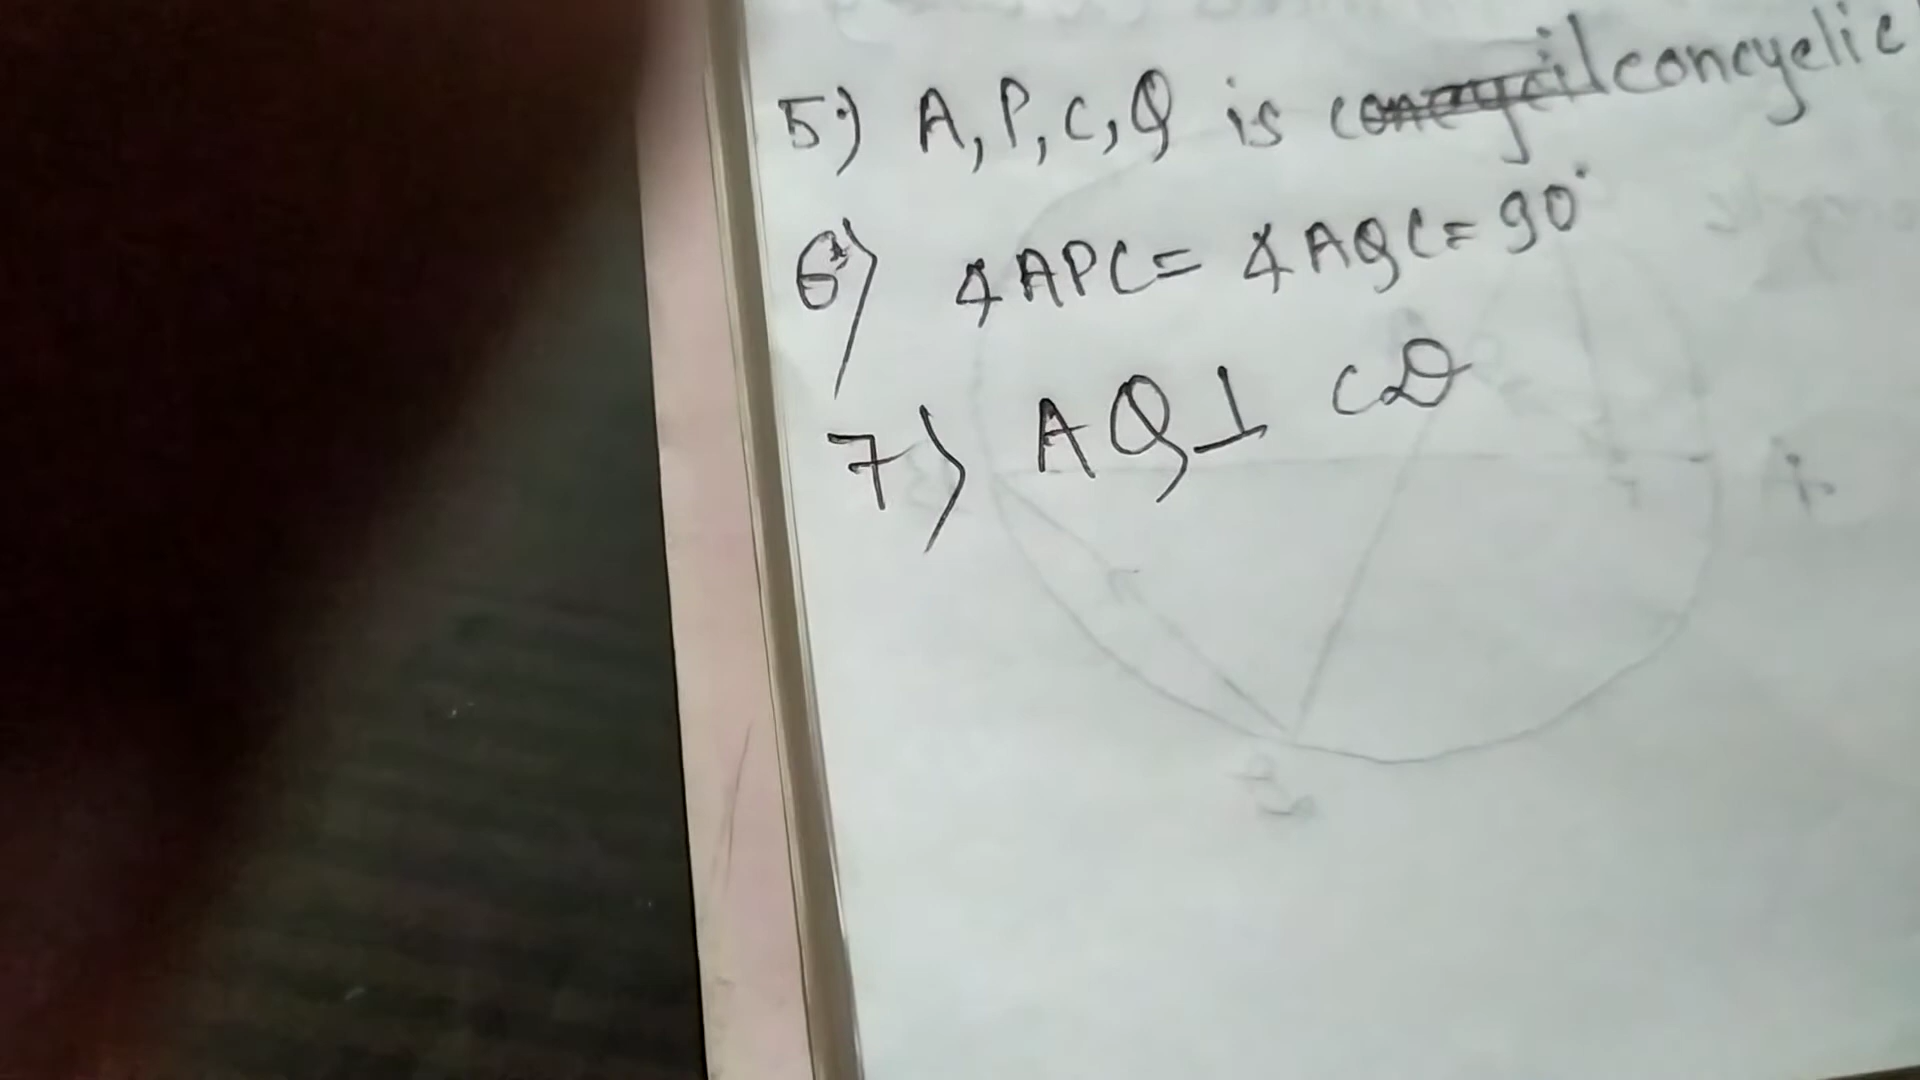 5) A, P, C, Q is concyclic
6) ∡APC = ∡AQC = 90°
7) AQ ⊥ CD